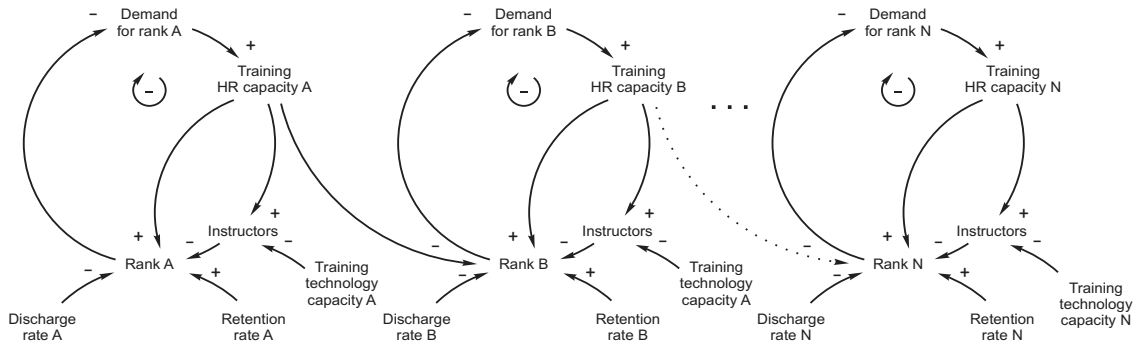 –
Demand
for rank A
+
Training
HR capacity A
–
+
Instructors
–
–
+
Rank A
–
+
Training
technology
capacity A
Discharge
rate A
Retention
rate A
–
Demand
for rank B
+
Training
HR capacity B
–
+
Instructors
–
–
+
–
Rank B
–
+
Training
technology
capacity A
Discharge
rate B
Retention
rate B
. . .
–
Demand
for rank N
+
Training
HR capacity N
–
+
Instructors
–
–
+
–
Rank N
–
+
Training
technology
capacity N
Discharge
rate N
Retention
rate N